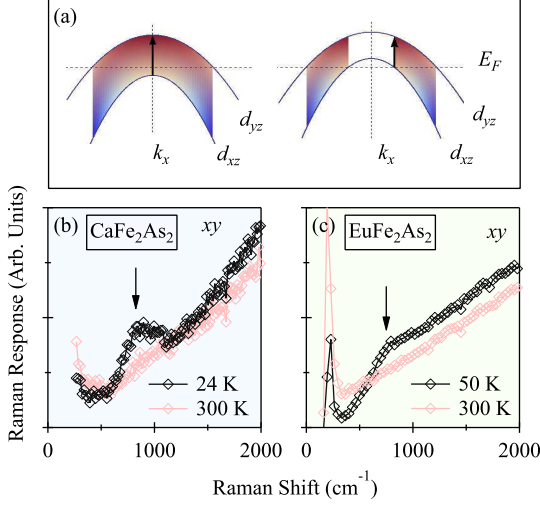 (a)
E_F
d_yz
d_xz
k_x
d_yz
d_xz
k_x
Raman Response (Arb. Units)
(b)
CaFe₂As₂
xy
24 K
300 K
(c)
EuFe₂As₂
xy
50 K
300 K
0
1000
2000
0
1000
2000
Raman Shift (cm⁻¹)